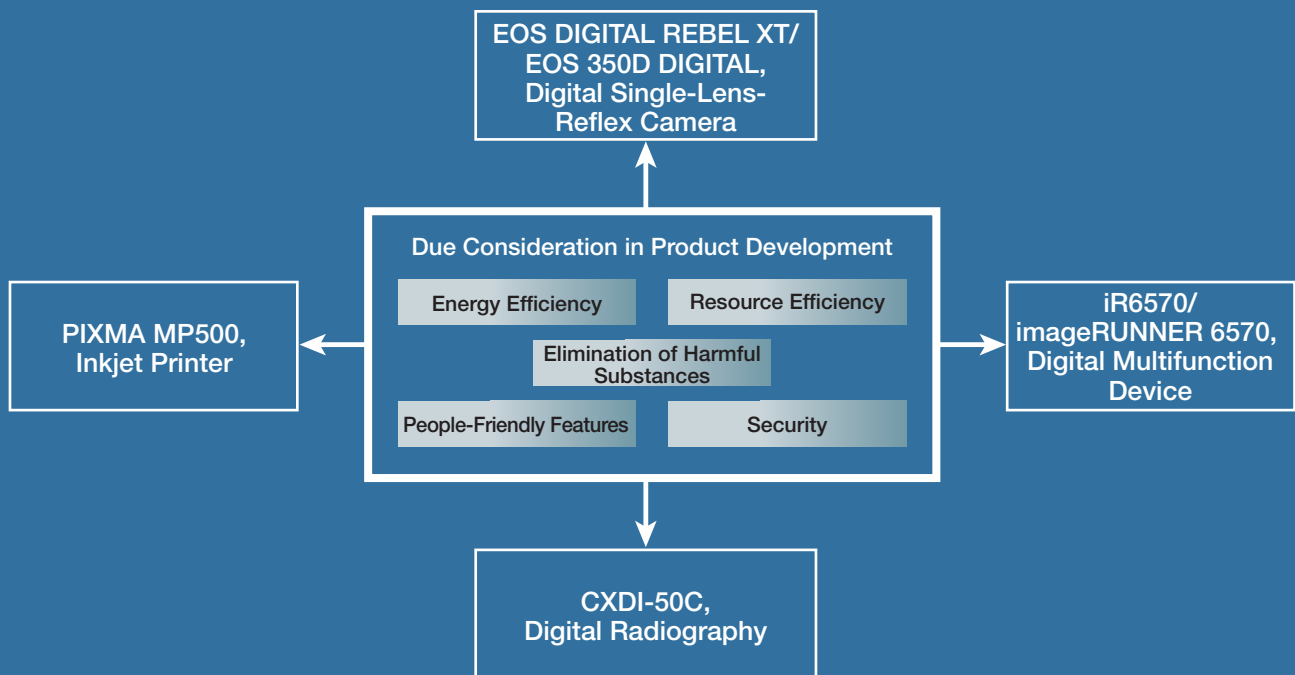 EOS DIGITAL REBEL XT/
EOS 350D DIGITAL,
Digital Single-Lens-
Reflex Camera
Due Consideration in Product Development
Energy Efficiency
Resource Efficiency
Elimination of Harmful
Substances
People-Friendly Features
Security
PIXMA MP500,
Inkjet Printer
iR6570/
imageRUNNER 6570,
Digital Multifunction
Device
CXDI-50C,
Digital Radiography